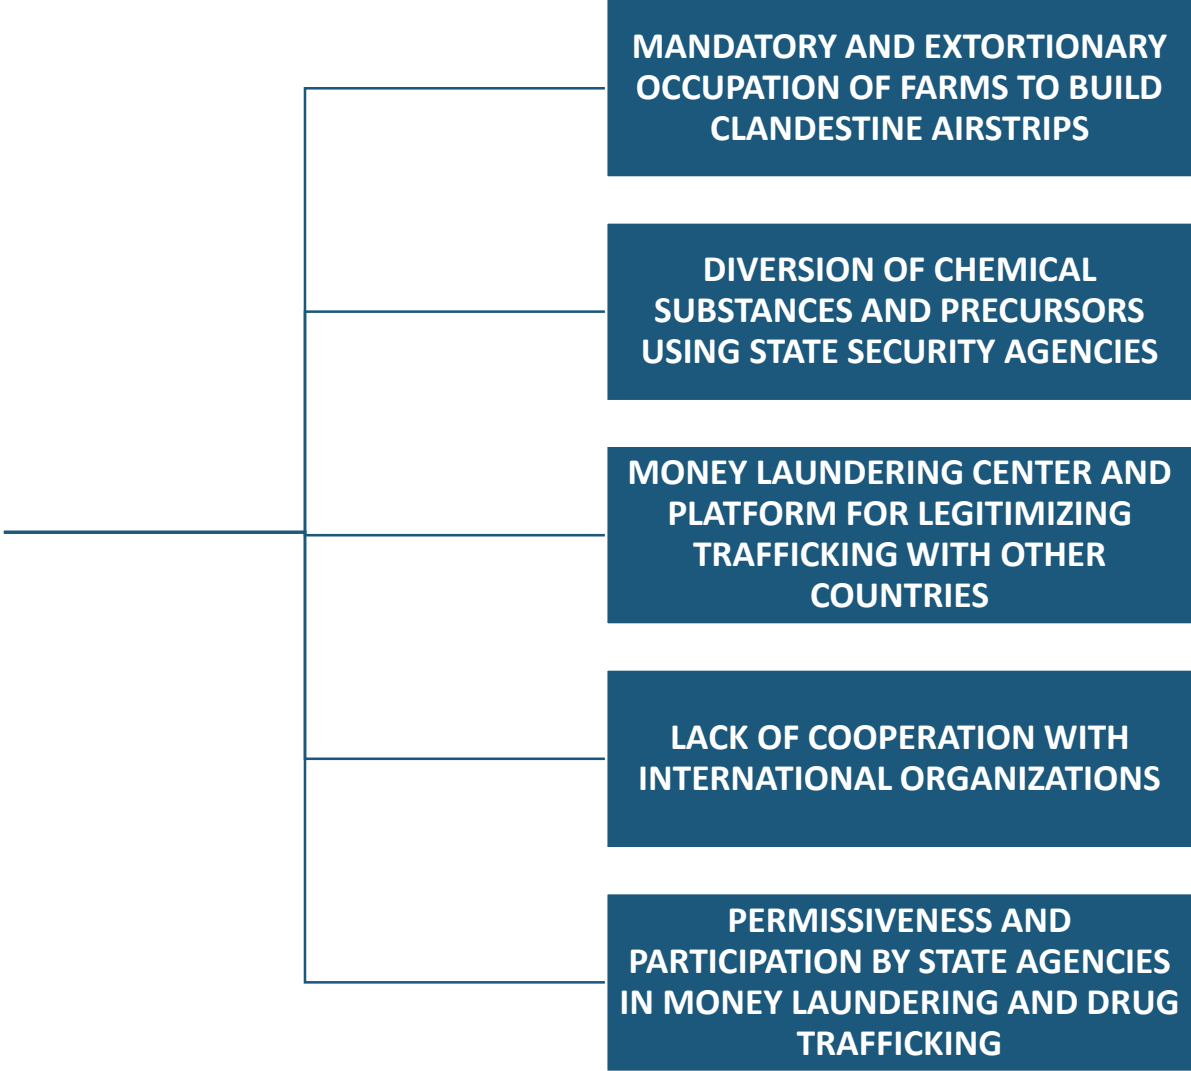 MANDATORY AND EXTORTIONARY
OCCUPATION OF FARMS TO BUILD
CLANDESTINE AIRSTRIPS
DIVERSION OF CHEMICAL
SUBSTANCES AND PRECURSORS
USING STATE SECURITY AGENCIES
MONEY LAUNDERING CENTER AND
PLATFORM FOR LEGITIMIZING
TRAFFICKING WITH OTHER
COUNTRIES
LACK OF COOPERATION WITH
INTERNATIONAL ORGANIZATIONS
PERMISSIVENESS AND
PARTICIPATION BY STATE AGENCIES
IN MONEY LAUNDERING AND DRUG
TRAFFICKING